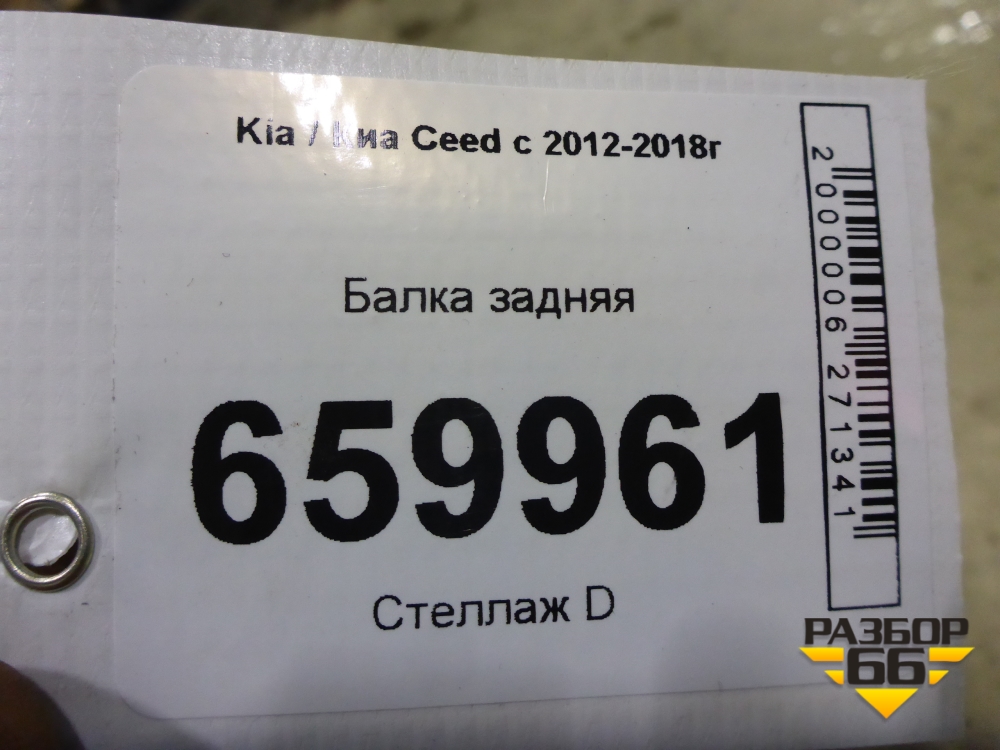 Kia / Киа Ceed с 2012-2018г
Балка задняя
659961
Стеллаж D
2000006271341
РАЗБОР
66